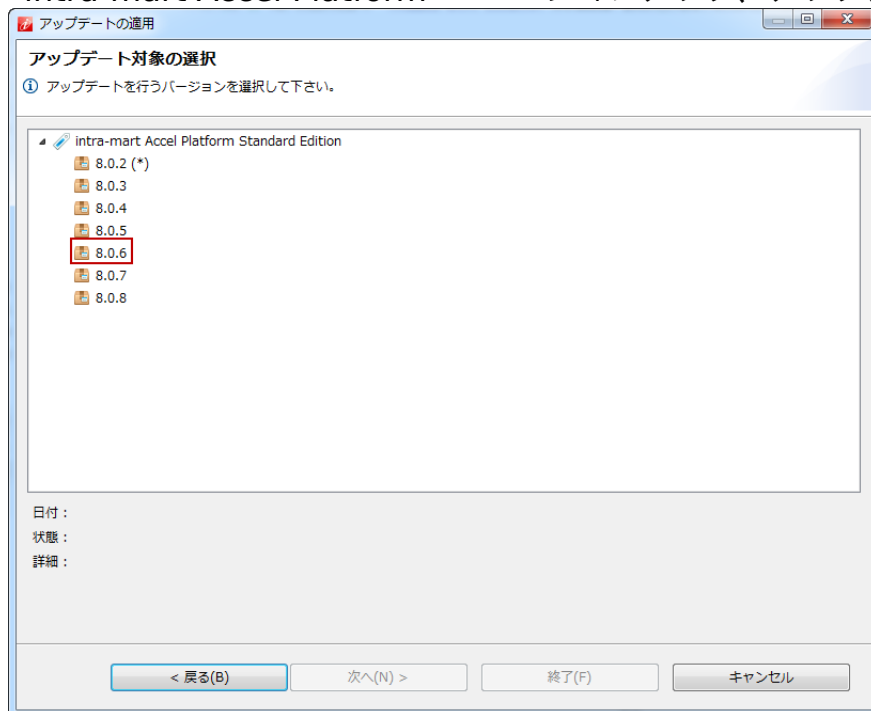 アップデートの適用
アップデート対象の選択
アップデートを行うバージョンを選択して下さい。
intra-mart Accel Platform Standard Edition
8.0.2 (*)
8.0.3
8.0.4
8.0.5
8.0.6
8.0.7
8.0.8
日付：
状態：
詳細：
< 戻る(B)
次へ(N) >
終了(F)
キャンセル